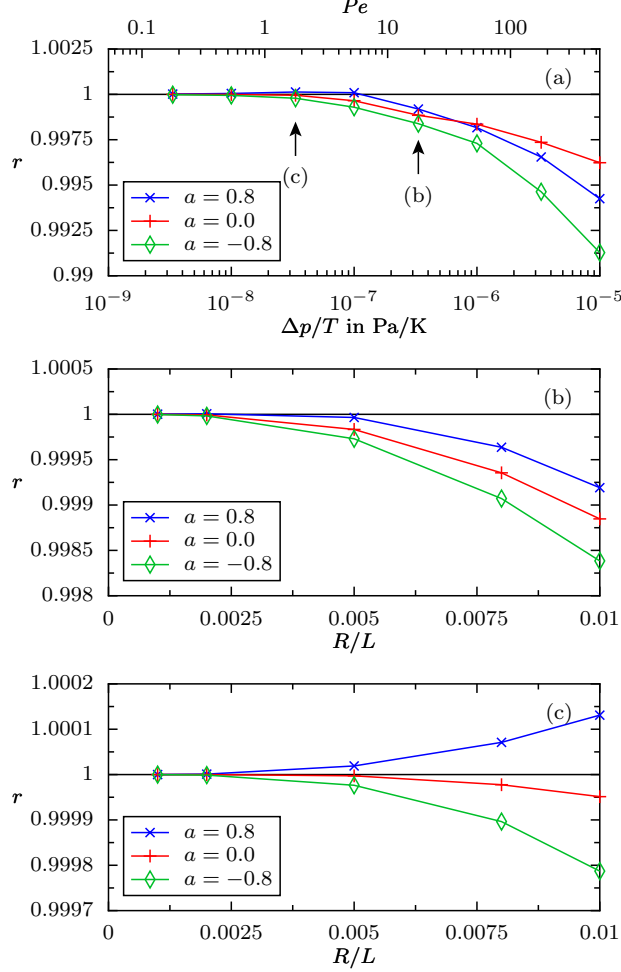 Pe
0.1 1 10 100
1.0025
1
0.9975
0.995
0.9925
0.99
r
(a)
(c)
(b)
a = 0.8
a = 0.0
a = −0.8
10⁻⁹ 10⁻⁸ 10⁻⁷ 10⁻⁶ 10⁻⁵
Δp/T in Pa/K
1.0005
1
0.9995
0.999
0.9985
0.998
r
(b)
a = 0.8
a = 0.0
a = −0.8
0 0.0025 0.005 0.0075 0.01
R/L
1.0002
1.0001
1
0.9999
0.9998
0.9997
r
(c)
a = 0.8
a = 0.0
a = −0.8
0 0.0025 0.005 0.0075 0.01
R/L